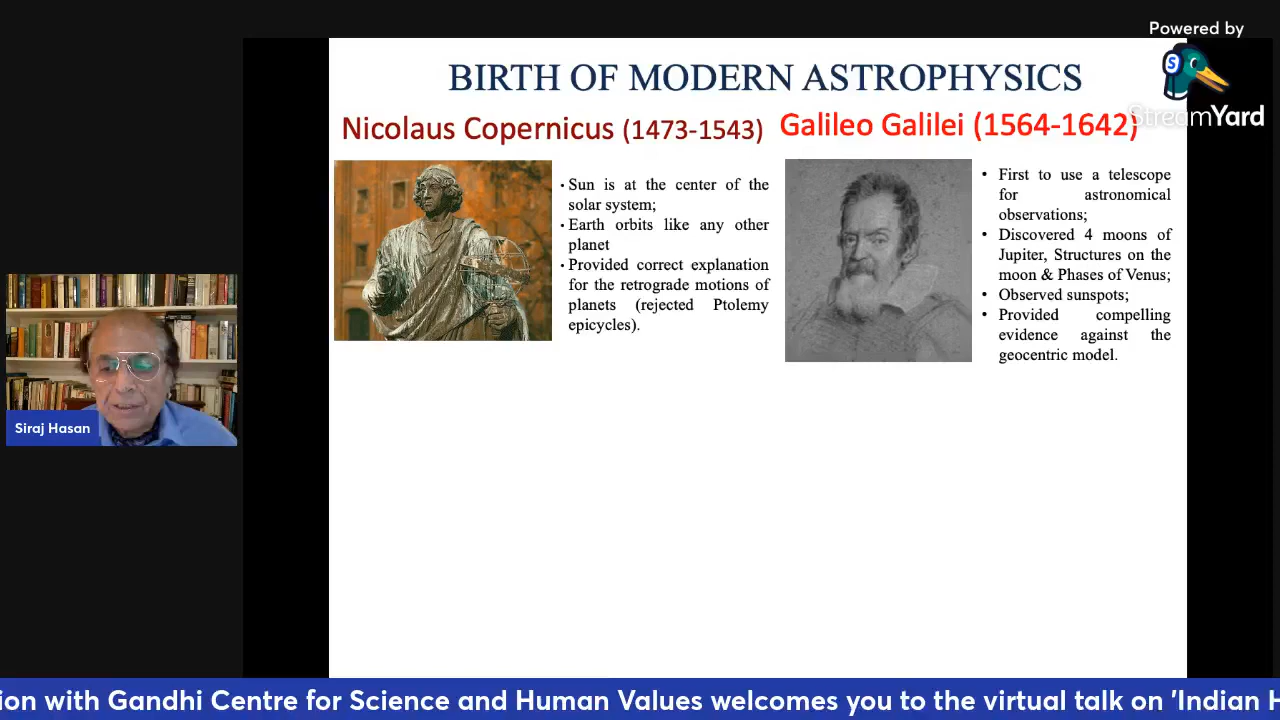 Powered by
StreamYard
BIRTH OF MODERN ASTROPHYSICS
Nicolaus Copernicus (1473-1543)
• Sun is at the center of the
solar system;
• Earth orbits like any other
planet
• Provided correct explanation
for the retrograde motions of
planets (rejected Ptolemy
epicycles).
Galileo Galilei (1564-1642)
• First to use a telescope
for astronomical
observations;
• Discovered 4 moons of
Jupiter, Structures on the
moon & Phases of Venus;
• Observed sunspots;
• Provided compelling
evidence against the
geocentric model.
Siraj Hasan
ion with Gandhi Centre for Science and Human Values welcomes you to the virtual talk on 'Indian H